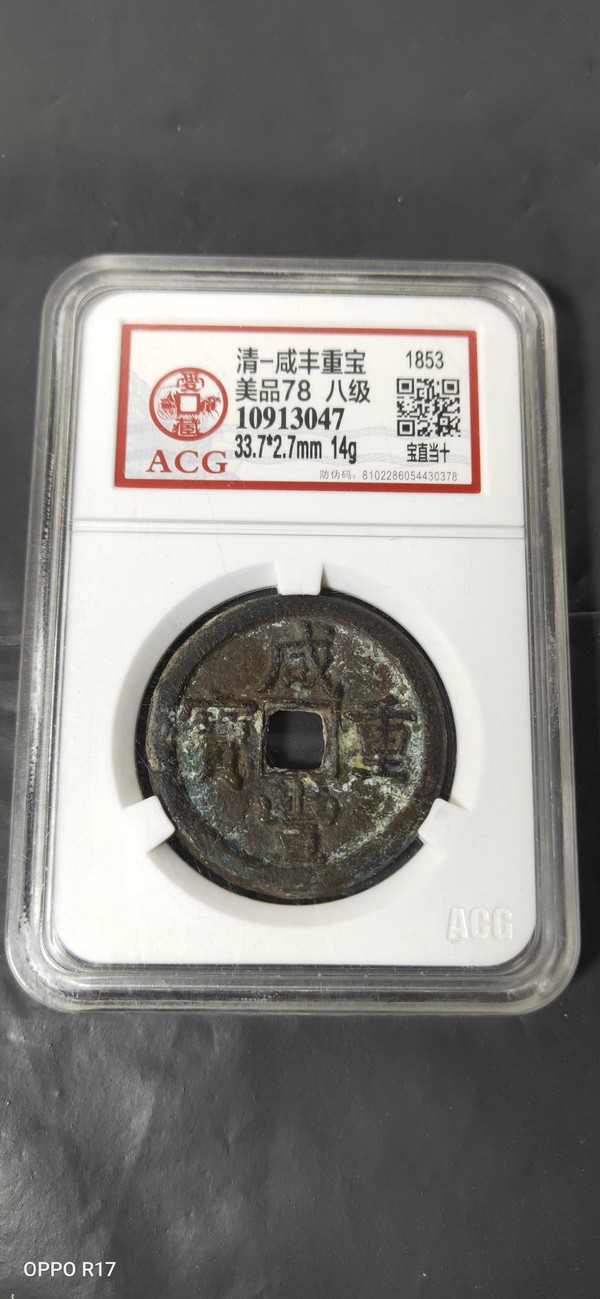 清-咸丰重宝
1853
美品78 八级
10913047
33.7*2.7mm 14g
宝直当十
ACG
防伪码: 8102286054430378
咸
寶 重
豐
ACG
OPPO R17